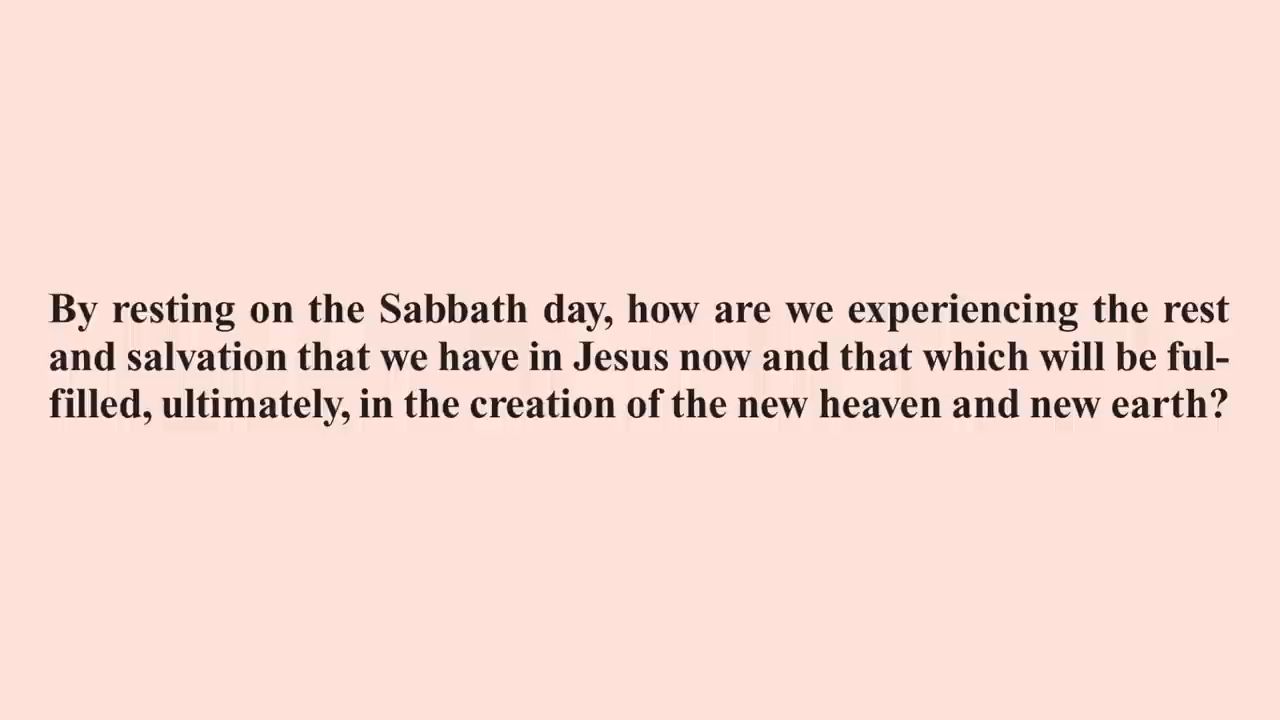 By resting on the Sabbath day, how are we experiencing the rest
and salvation that we have in Jesus now and that which will be ful-
filled, ultimately, in the creation of the new heaven and new earth?